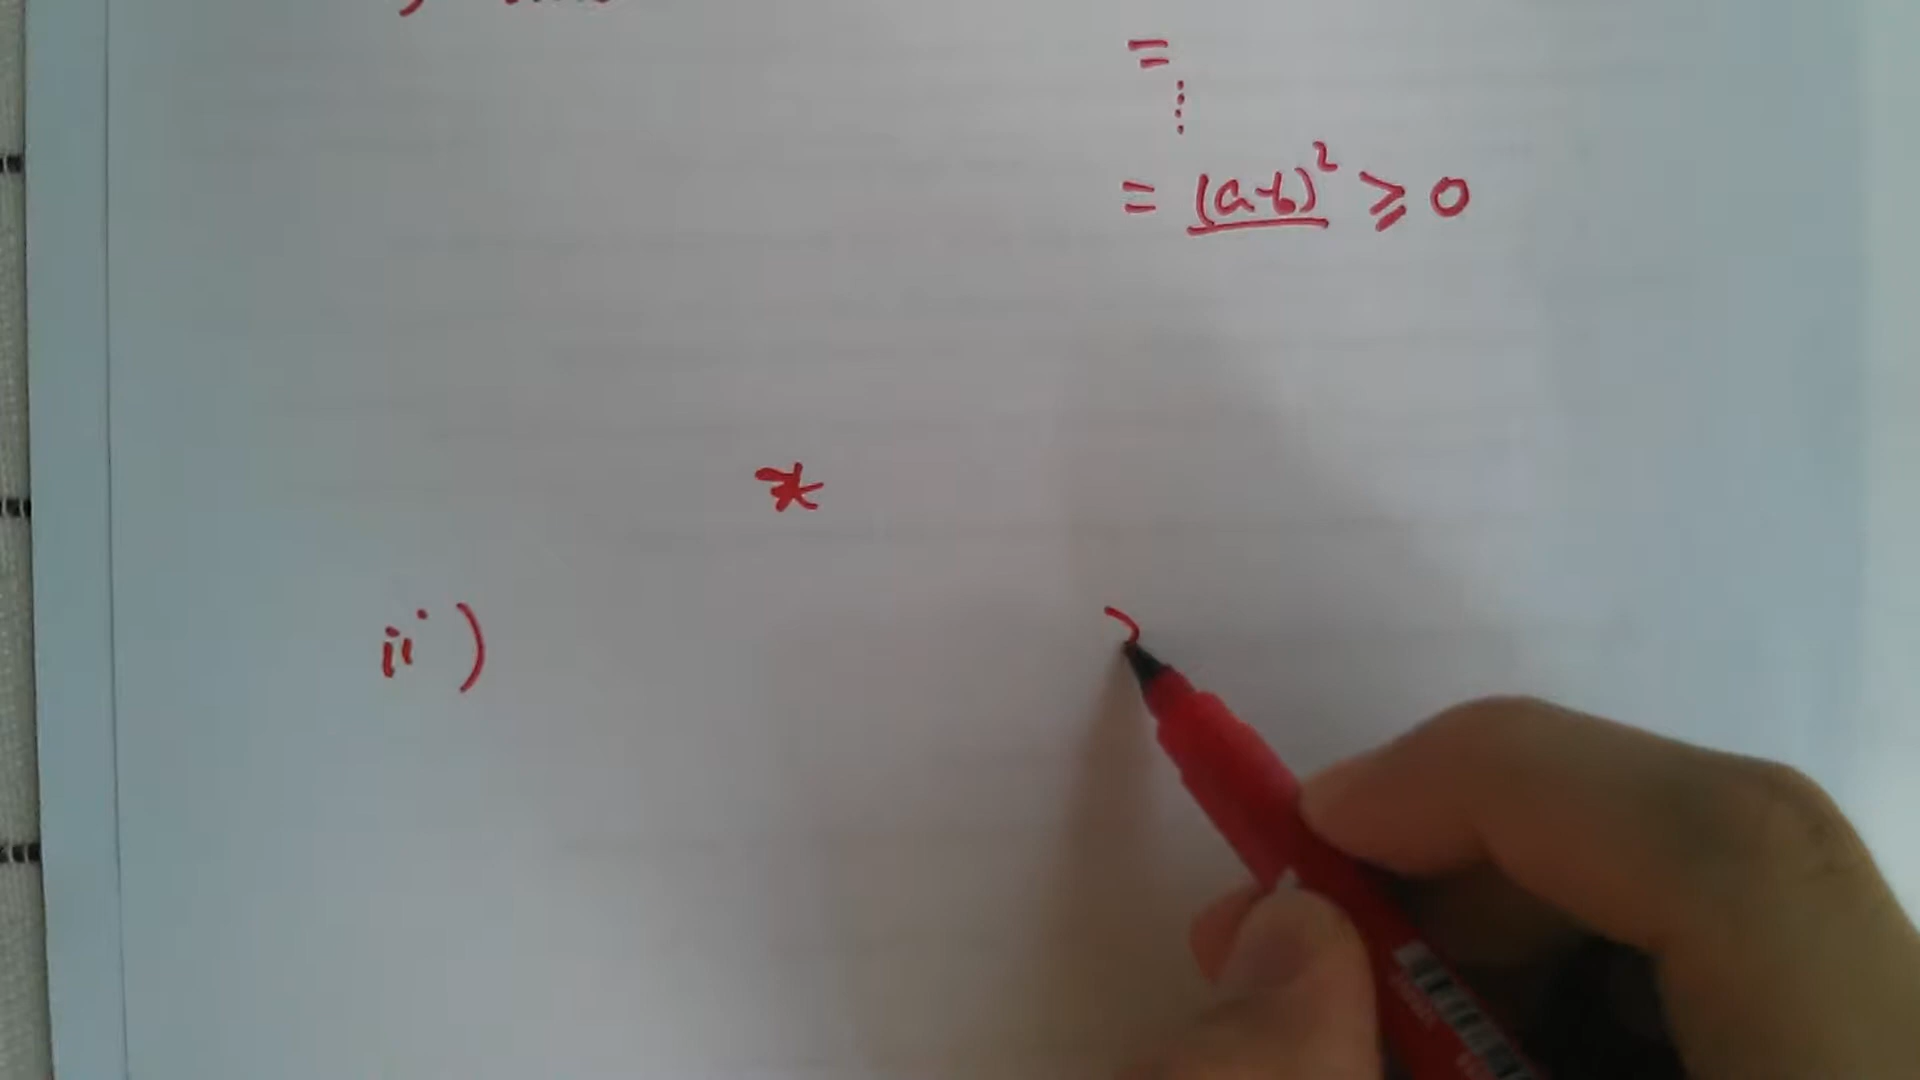 =
⋮
= (a-b)² ⩾ 0
*
ii)